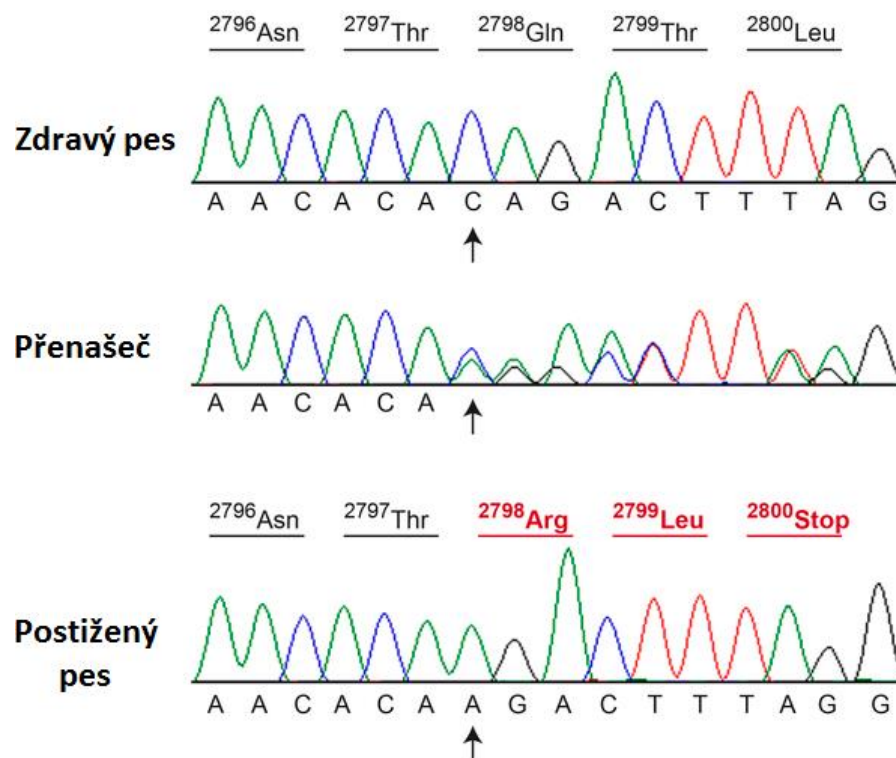 2796Asn 2797Thr 2798Gln 2799Thr 2800Leu
Zdravý pes
A A C A C A C A G A C T T T A G
Přenašeč
A A C A C A
2796Asn 2797Thr 2798Arg 2799Leu 2800Stop
Postižený
pes
A A C A C A A G A C T T T A G G